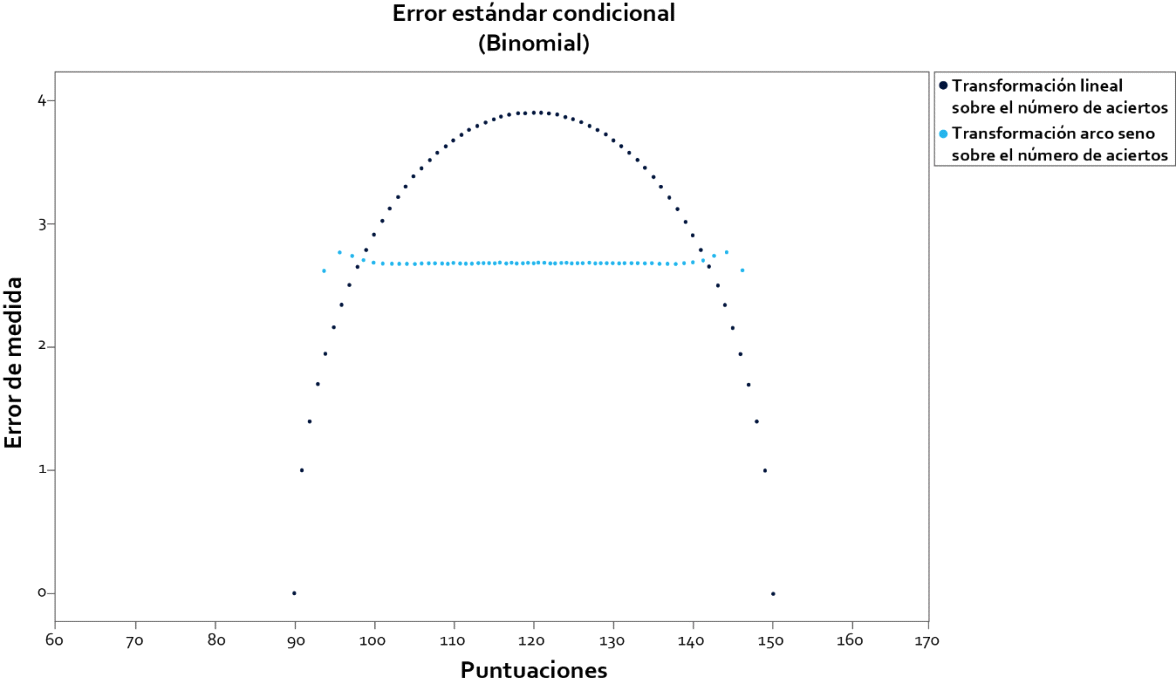 Error estándar condicional
(Binomial)
Transformación lineal
sobre el número de aciertos
Transformación arco seno
sobre el número de aciertos
Error de medida
4
3
2
1
0
60 70 80 90 100 110 120 130 140 150 160 170
Puntuaciones